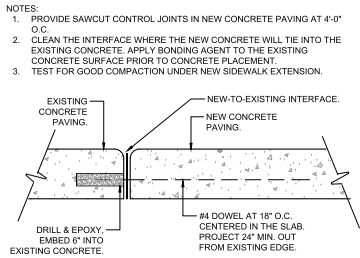 NOTES:
1. PROVIDE SAWCUT CONTROL JOINTS IN NEW CONCRETE PAVING AT 4'-0"
O.C.
2. CLEAN THE INTERFACE WHERE THE NEW CONCRETE WILL TIE INTO THE
EXISTING CONCRETE. APPLY BONDING AGENT TO THE EXISTING
CONCRETE SURFACE PRIOR TO CONCRETE PLACEMENT.
3. TEST FOR GOOD COMPACTION UNDER NEW SIDEWALK EXTENSION.
EXISTING
CONCRETE
PAVING.
NEW-TO-EXISTING INTERFACE.
NEW CONCRETE
PAVING.
DRILL & EPOXY,
EMBED 6" INTO
EXISTING CONCRETE.
#4 DOWEL AT 18" O.C.
CENTERED IN THE SLAB.
PROJECT 24" MIN. OUT
FROM EXISTING EDGE.